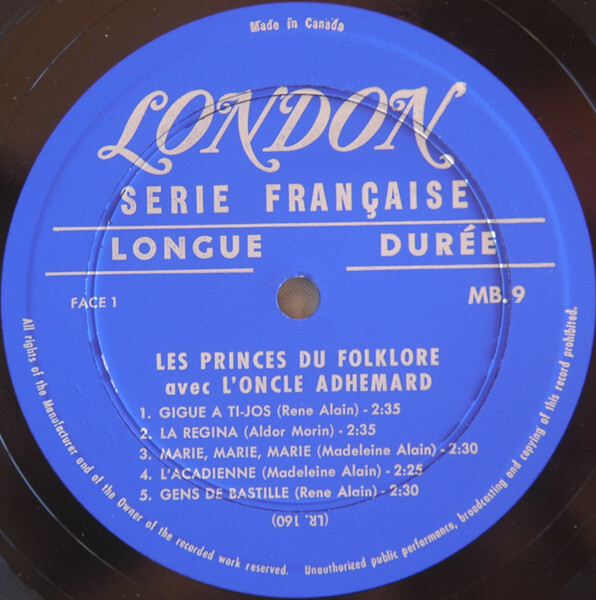 Made in Canada
LONDON
SERIE FRANÇAISE
LONGUE DURÉE
FACE 1
MB. 9
LES PRINCES DU FOLKLORE
avec L'ONCLE ADHEMARD
1. GIGUE A TI-JOS (Rene Alain) - 2:35
2. LA REGINA (Aldor Morin) - 2:35
3. MARIE, MARIE, MARIE (Madeleine Alain) - 2:30
4. L'ACADIENNE (Madeleine Alain) - 2:25
5. GENS DE BASTILLE (Rene Alain) - 2:30
(LR. 160)
All rights of the Manufacturer and of the Owner of the recorded work reserved. Unauthorized public performance, broadcasting and copying of this record prohibited.